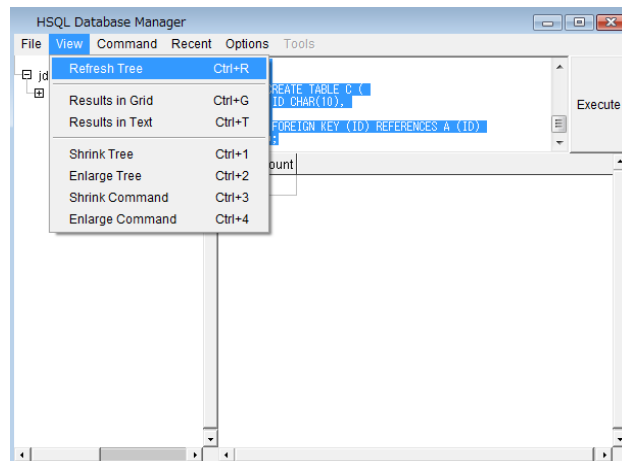 HSQL Database Manager
File View Command Recent Options Tools
Refresh Tree Ctrl+R
Results in Grid Ctrl+G
Results in Text Ctrl+T
Shrink Tree Ctrl+1
Enlarge Tree Ctrl+2
Shrink Command Ctrl+3
Enlarge Command Ctrl+4
jd
REATE TABLE C (
ID CHAR(10),
FOREIGN KEY (ID) REFERENCES A (ID)
;
Execute
ount